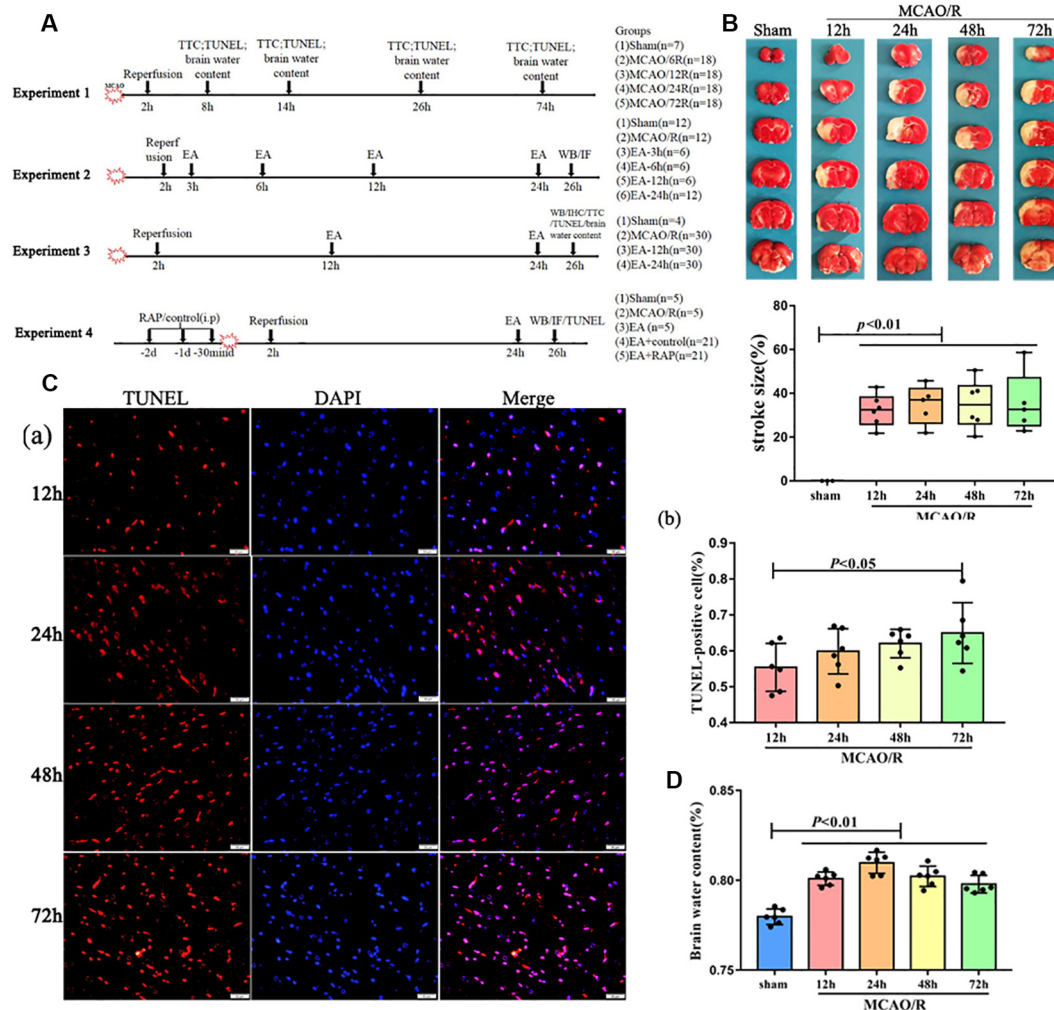 A
Groups
TTC;TUNEL; TTC;TUNEL; TTC;TUNEL; TTC;TUNEL;
brain water brain water brain water brain water
Reperfusion content content content content
Experiment 1
MCAO
2h 8h 14h 26h 74h
(1)Sham(n=7)
(2)MCAO/6R(n=18)
(3)MCAO/12R(n=18)
(4)MCAO/24R(n=18)
(5)MCAO/72R(n=18)
Reperf
usion EA EA EA EA WB/IF
Experiment 2
2h 3h 6h 12h 24h 26h
(1)Sham(n=12)
(2)MCAO/R(n=12)
(3)EA-3h(n=6)
(4)EA-6h(n=6)
(5)EA-12h(n=6)
(6)EA-24h(n=12)
WB/IHC/TTC
/TUNEL/brain
water content
Reperfusion EA EA
Experiment 3
2h 12h 24h 26h
(1)Sham(n=4)
(2)MCAO/R(n=30)
(3)EA-12h(n=30)
(4)EA-24h(n=30)
RAP/control(i.p) Reperfusion EA WB/IF/TUNEL
Experiment 4
-2d -1d -30mind 2h 24h 26h
(1)Sham(n=5)
(2)MCAO/R(n=5)
(3)EA (n=5)
(4)EA+control(n=21)
(5)EA+RAP(n=21)
B
MCAO/R
Sham 12h 24h 48h 72h
stroke size(%)
80
60
40
20
0
p<0.01
sham 12h 24h 48h 72h
MCAO/R
C
TUNEL DAPI Merge
(a)
12h
24h
48h
72h
(b)
TUNEL-positive cell(%)
0.9
0.8
0.7
0.6
0.5
0.4
P<0.05
12h 24h 48h 72h
MCAO/R
D
Brain water content(%)
0.85
0.80
0.75
P<0.01
sham 12h 24h 48h 72h
MCAO/R